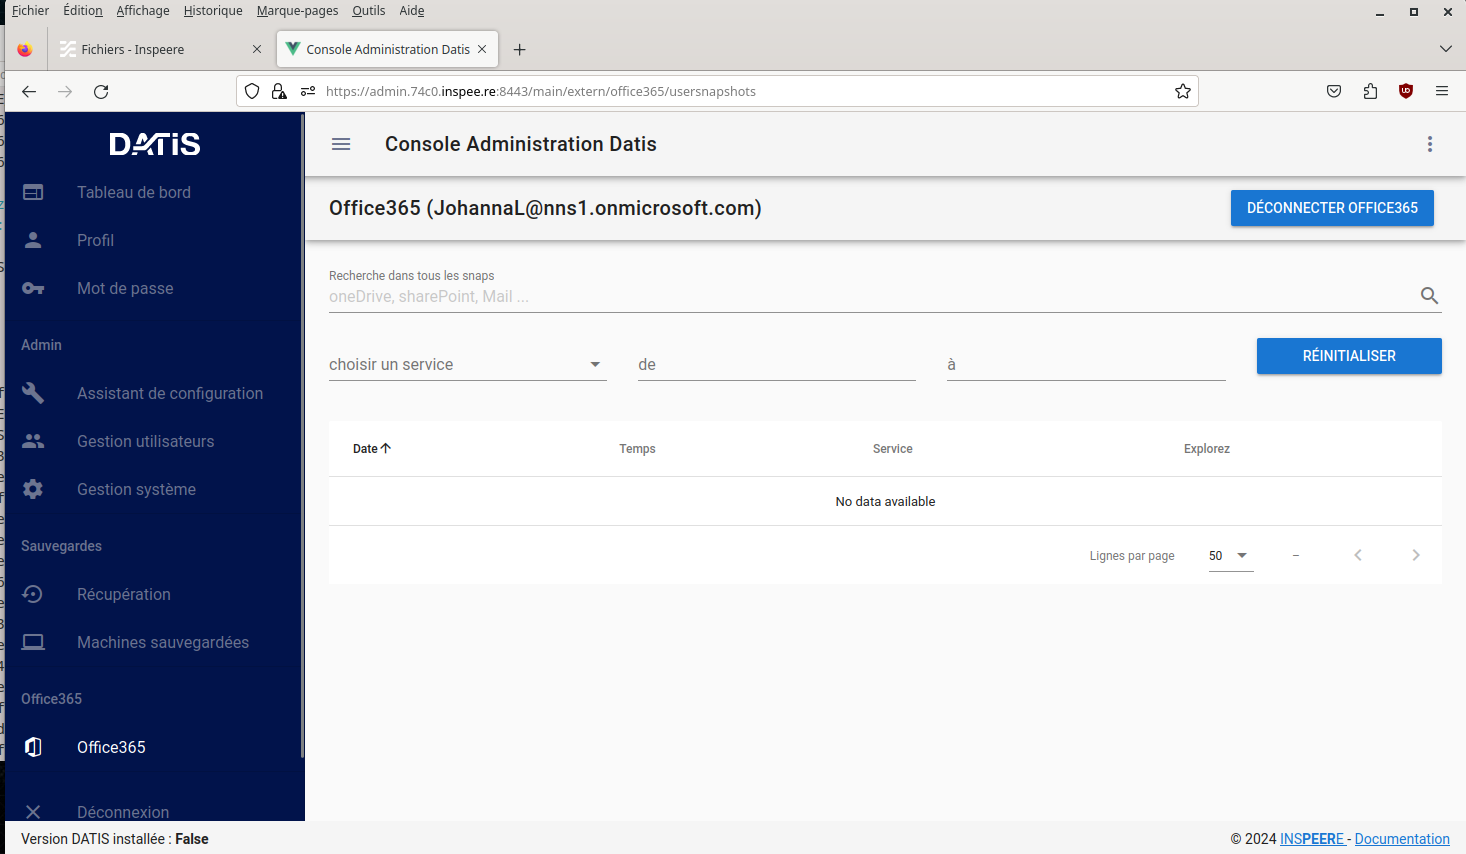 Fichier Édition Affichage Historique Marque-pages Outils Aide
Fichiers - Inspeere
Console Administration Datis
https://admin.74c0.inspee.re:8443/main/extern/office365/usersnapshots
DATiS
Console Administration Datis
Tableau de bord
Profil
Mot de passe
Admin
Assistant de configuration
Gestion utilisateurs
Gestion système
Sauvegardes
Récupération
Machines sauvegardées
Office365
Office365
Déconnexion
Office365 (JohannaL@nns1.onmicrosoft.com)
DÉCONNECTER OFFICE365
Recherche dans tous les snaps
oneDrive, sharePoint, Mail ...
choisir un service de à RÉINITIALISER
Date Temps Service Explorez
No data available
Lignes par page 50 –
Version DATIS installée : False
© 2024 INSPEERE - Documentation